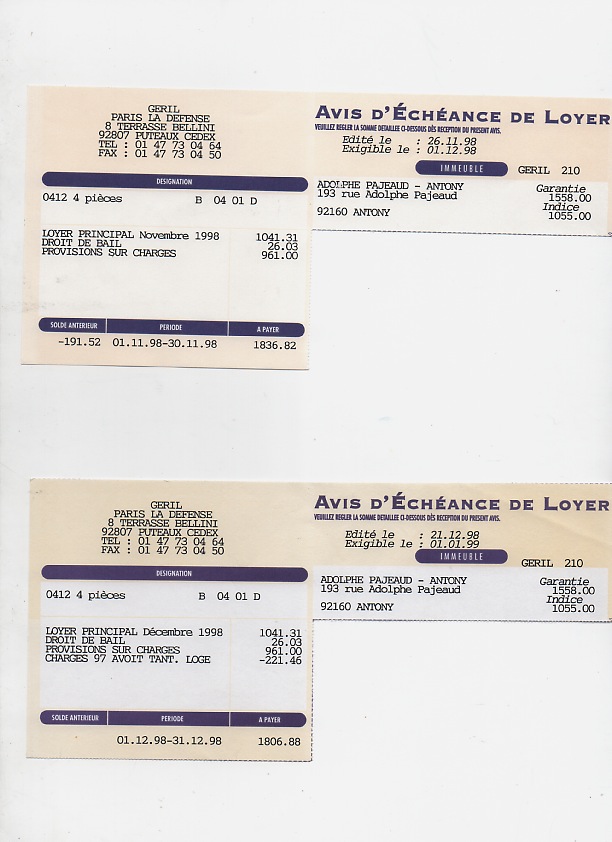 GERIL
PARIS LA DEFENSE
8 TERRASSE BELLINI
92807 PUTEAUX CEDEX
TEL : 01 47 73 04 64
FAX : 01 47 73 04 50
AVIS D'ÉCHÉANCE DE LOYER
VEUILLEZ REGLER LA SOMME DETAILLEE CI-DESSOUS DÈS RECEPTION DU PRESENT AVIS.
Edité le : 26.11.98
Exigible le : 01.12.98
IMMEUBLE GERIL 210
DESIGNATION
0412 4 pièces B 04 01 D
ADOLPHE PAJEAUD - ANTONY Garantie
193 rue Adolphe Pajeaud 1558.00
Indice
92160 ANTONY 1055.00
LOYER PRINCIPAL Novembre 1998 1041.31
DROIT DE BAIL 26.03
PROVISIONS SUR CHARGES 961.00
SOLDE ANTERIEUR PERIODE A PAYER
-191.52 01.11.98-30.11.98 1836.82
GERIL
PARIS LA DEFENSE
8 TERRASSE BELLINI
92807 PUTEAUX CEDEX
TEL : 01 47 73 04 64
FAX : 01 47 73 04 50
AVIS D'ÉCHÉANCE DE LOYER
VEUILLEZ REGLER LA SOMME DETAILLEE CI-DESSOUS DÈS RECEPTION DU PRESENT AVIS.
Edité le : 21.12.98
Exigible le : 01.01.99
IMMEUBLE GERIL 210
DESIGNATION
0412 4 pièces B 04 01 D
ADOLPHE PAJEAUD - ANTONY Garantie
193 rue Adolphe Pajeaud 1558.00
Indice
92160 ANTONY 1055.00
LOYER PRINCIPAL Décembre 1998 1041.31
DROIT DE BAIL 26.03
PROVISIONS SUR CHARGES 961.00
CHARGES 97 AVOIT TANT. LOGE -221.46
SOLDE ANTERIEUR PERIODE A PAYER
01.12.98-31.12.98 1806.88